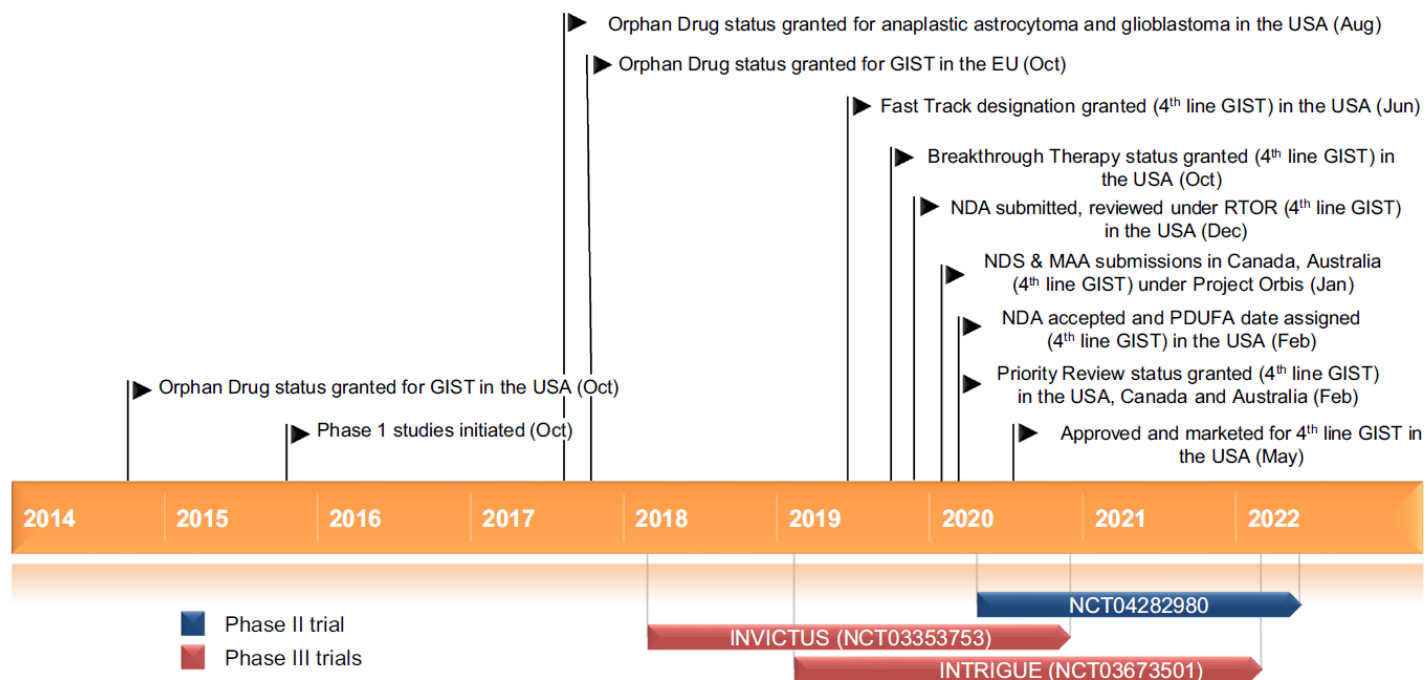 Orphan Drug status granted for anaplastic astrocytoma and glioblastoma in the USA (Aug)
Orphan Drug status granted for GIST in the EU (Oct)
Fast Track designation granted (4th line GIST) in the USA (Jun)
Breakthrough Therapy status granted (4th line GIST) in
the USA (Oct)
NDA submitted, reviewed under RTOR (4th line GIST)
in the USA (Dec)
NDS & MAA submissions in Canada, Australia
(4th line GIST) under Project Orbis (Jan)
NDA accepted and PDUFA date assigned
(4th line GIST) in the USA (Feb)
Orphan Drug status granted for GIST in the USA (Oct)
Priority Review status granted (4th line GIST)
in the USA, Canada and Australia (Feb)
Phase 1 studies initiated (Oct)
Approved and marketed for 4th line GIST in
the USA (May)
2014 2015 2016 2017 2018 2019 2020 2021 2022
NCT04282980
Phase II trial
INVICTUS (NCT03353753)
Phase III trials
INTRIGUE (NCT03673501)